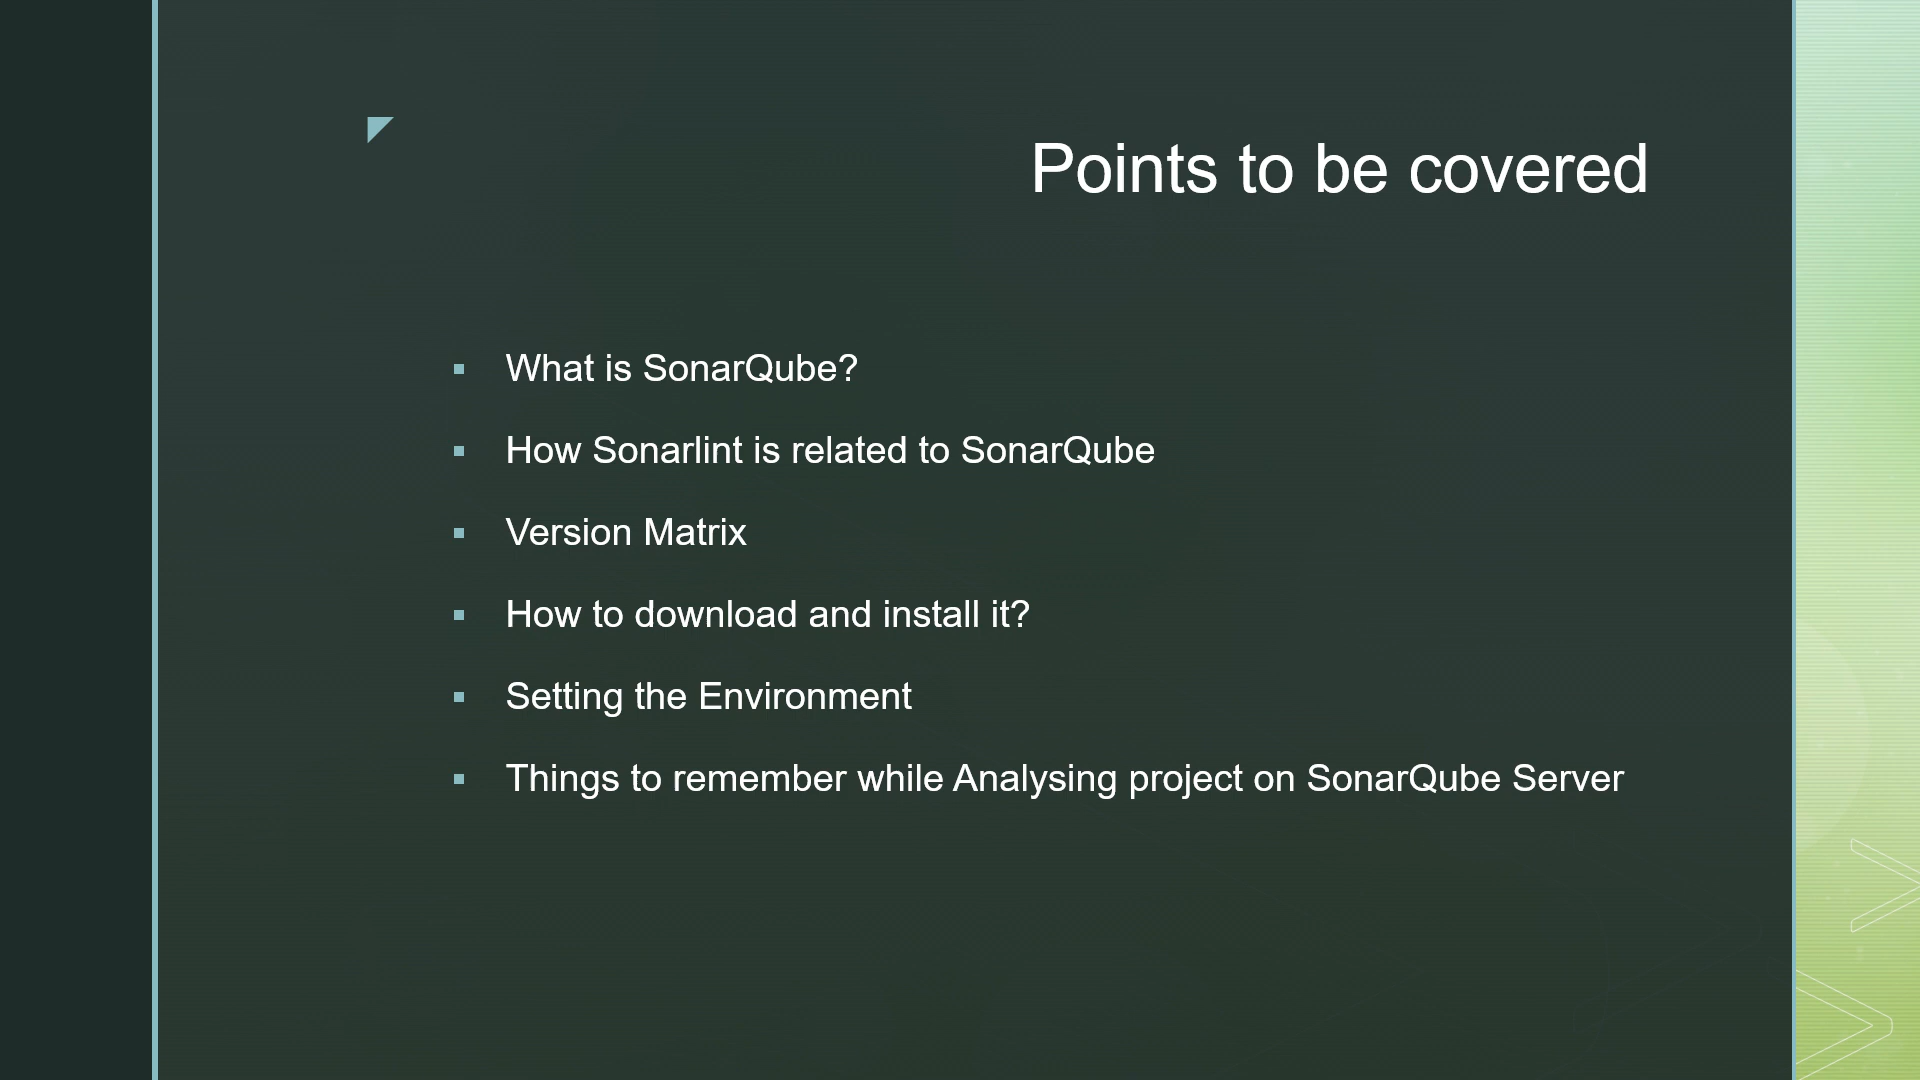 Points to be covered
What is SonarQube?
How Sonarlint is related to SonarQube
Version Matrix
How to download and install it?
Setting the Environment
Things to remember while Analysing project on SonarQube Server